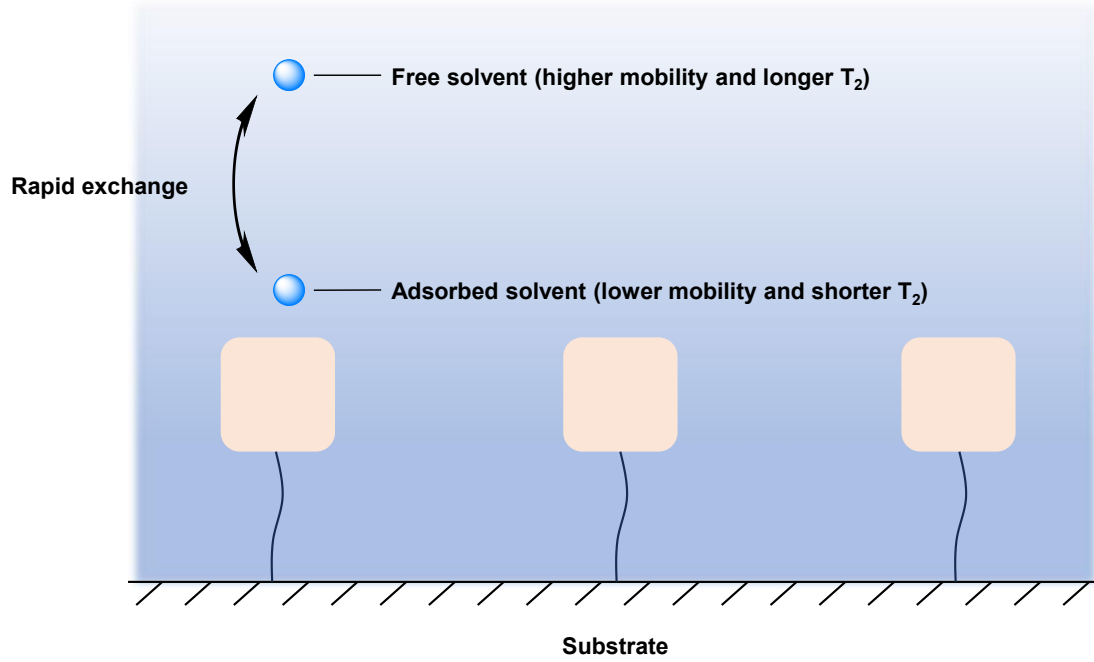 Free solvent (higher mobility and longer T₂)
Rapid exchange
Adsorbed solvent (lower mobility and shorter T₂)
Substrate